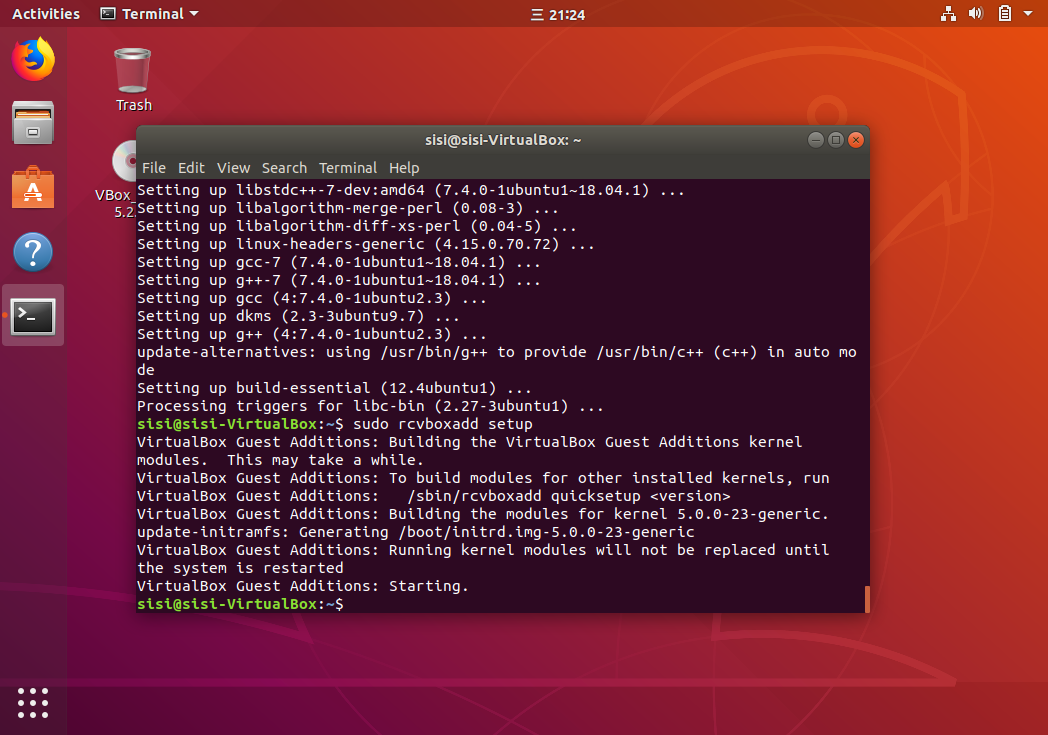 Activities
Terminal
三 21:24
Trash
VBox_
5.2.
sisi@sisi-VirtualBox: ~
File Edit View Search Terminal Help
Setting up libstdc++-7-dev:amd64 (7.4.0-1ubuntu1~18.04.1) ...
Setting up libalgorithm-merge-perl (0.08-3) ...
Setting up libalgorithm-diff-xs-perl (0.04-5) ...
Setting up linux-headers-generic (4.15.0.70.72) ...
Setting up gcc-7 (7.4.0-1ubuntu1~18.04.1) ...
Setting up g++-7 (7.4.0-1ubuntu1~18.04.1) ...
Setting up gcc (4:7.4.0-1ubuntu2.3) ...
Setting up dkms (2.3-3ubuntu9.7) ...
Setting up g++ (4:7.4.0-1ubuntu2.3) ...
update-alternatives: using /usr/bin/g++ to provide /usr/bin/c++ (c++) in auto mo
de
Setting up build-essential (12.4ubuntu1) ...
Processing triggers for libc-bin (2.27-3ubuntu1) ...
sisi@sisi-VirtualBox:~$ sudo rcvboxadd setup
VirtualBox Guest Additions: Building the VirtualBox Guest Additions kernel
modules.  This may take a while.
VirtualBox Guest Additions: To build modules for other installed kernels, run
VirtualBox Guest Additions:   /sbin/rcvboxadd quicksetup <version>
VirtualBox Guest Additions: Building the modules for kernel 5.0.0-23-generic.
update-initramfs: Generating /boot/initrd.img-5.0.0-23-generic
VirtualBox Guest Additions: Running kernel modules will not be replaced until
the system is restarted
VirtualBox Guest Additions: Starting.
sisi@sisi-VirtualBox:~$